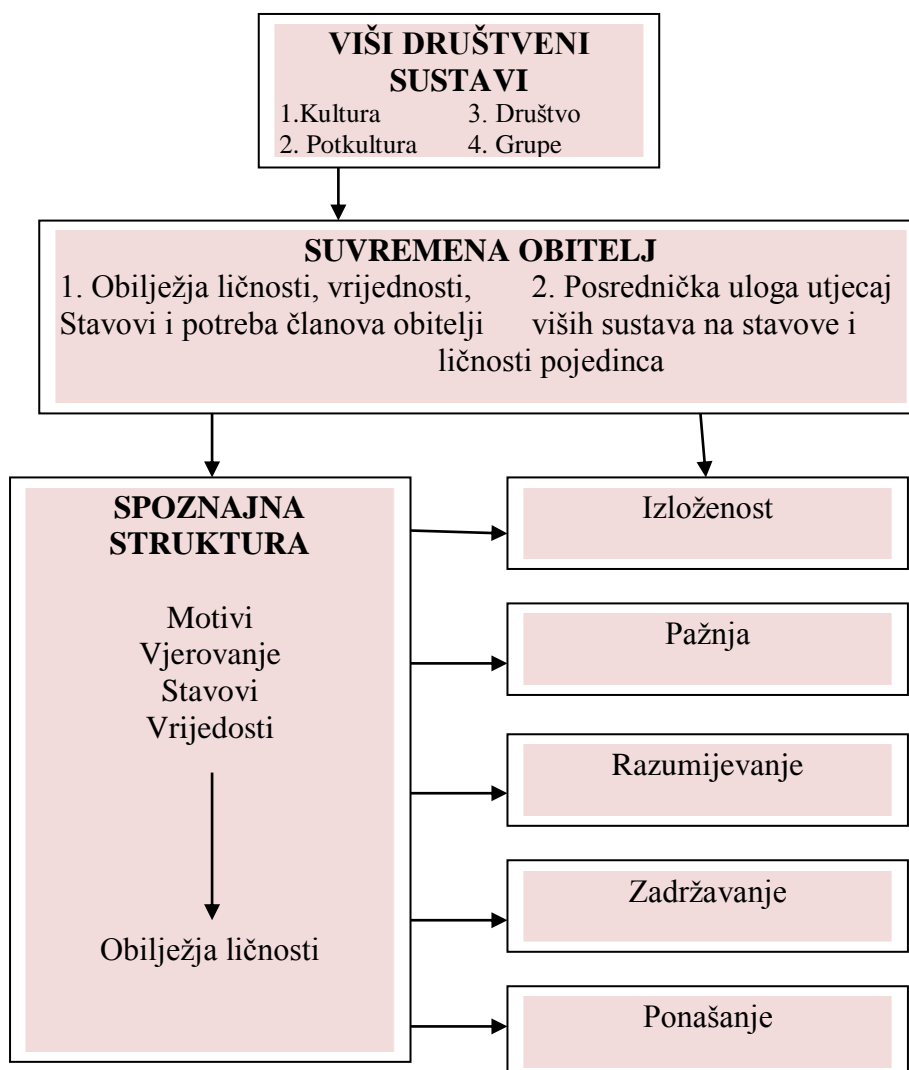 VIŠI DRUŠTVENI
SUSTAVI
1.Kultura 3. Društvo
2. Potkultura 4. Grupe
SUVREMENA OBITELJ
1. Obilježja ličnosti, vrijednosti, 2. Posrednička uloga utjecaj
Stavovi i potreba članova obitelji viših sustava na stavove i
ličnosti pojedinca
SPOZNAJNA
STRUKTURA
Motivi
Vjerovanje
Stavovi
Vrijedosti
Obilježja ličnosti
Izloženost
Pažnja
Razumijevanje
Zadržavanje
Ponašanje